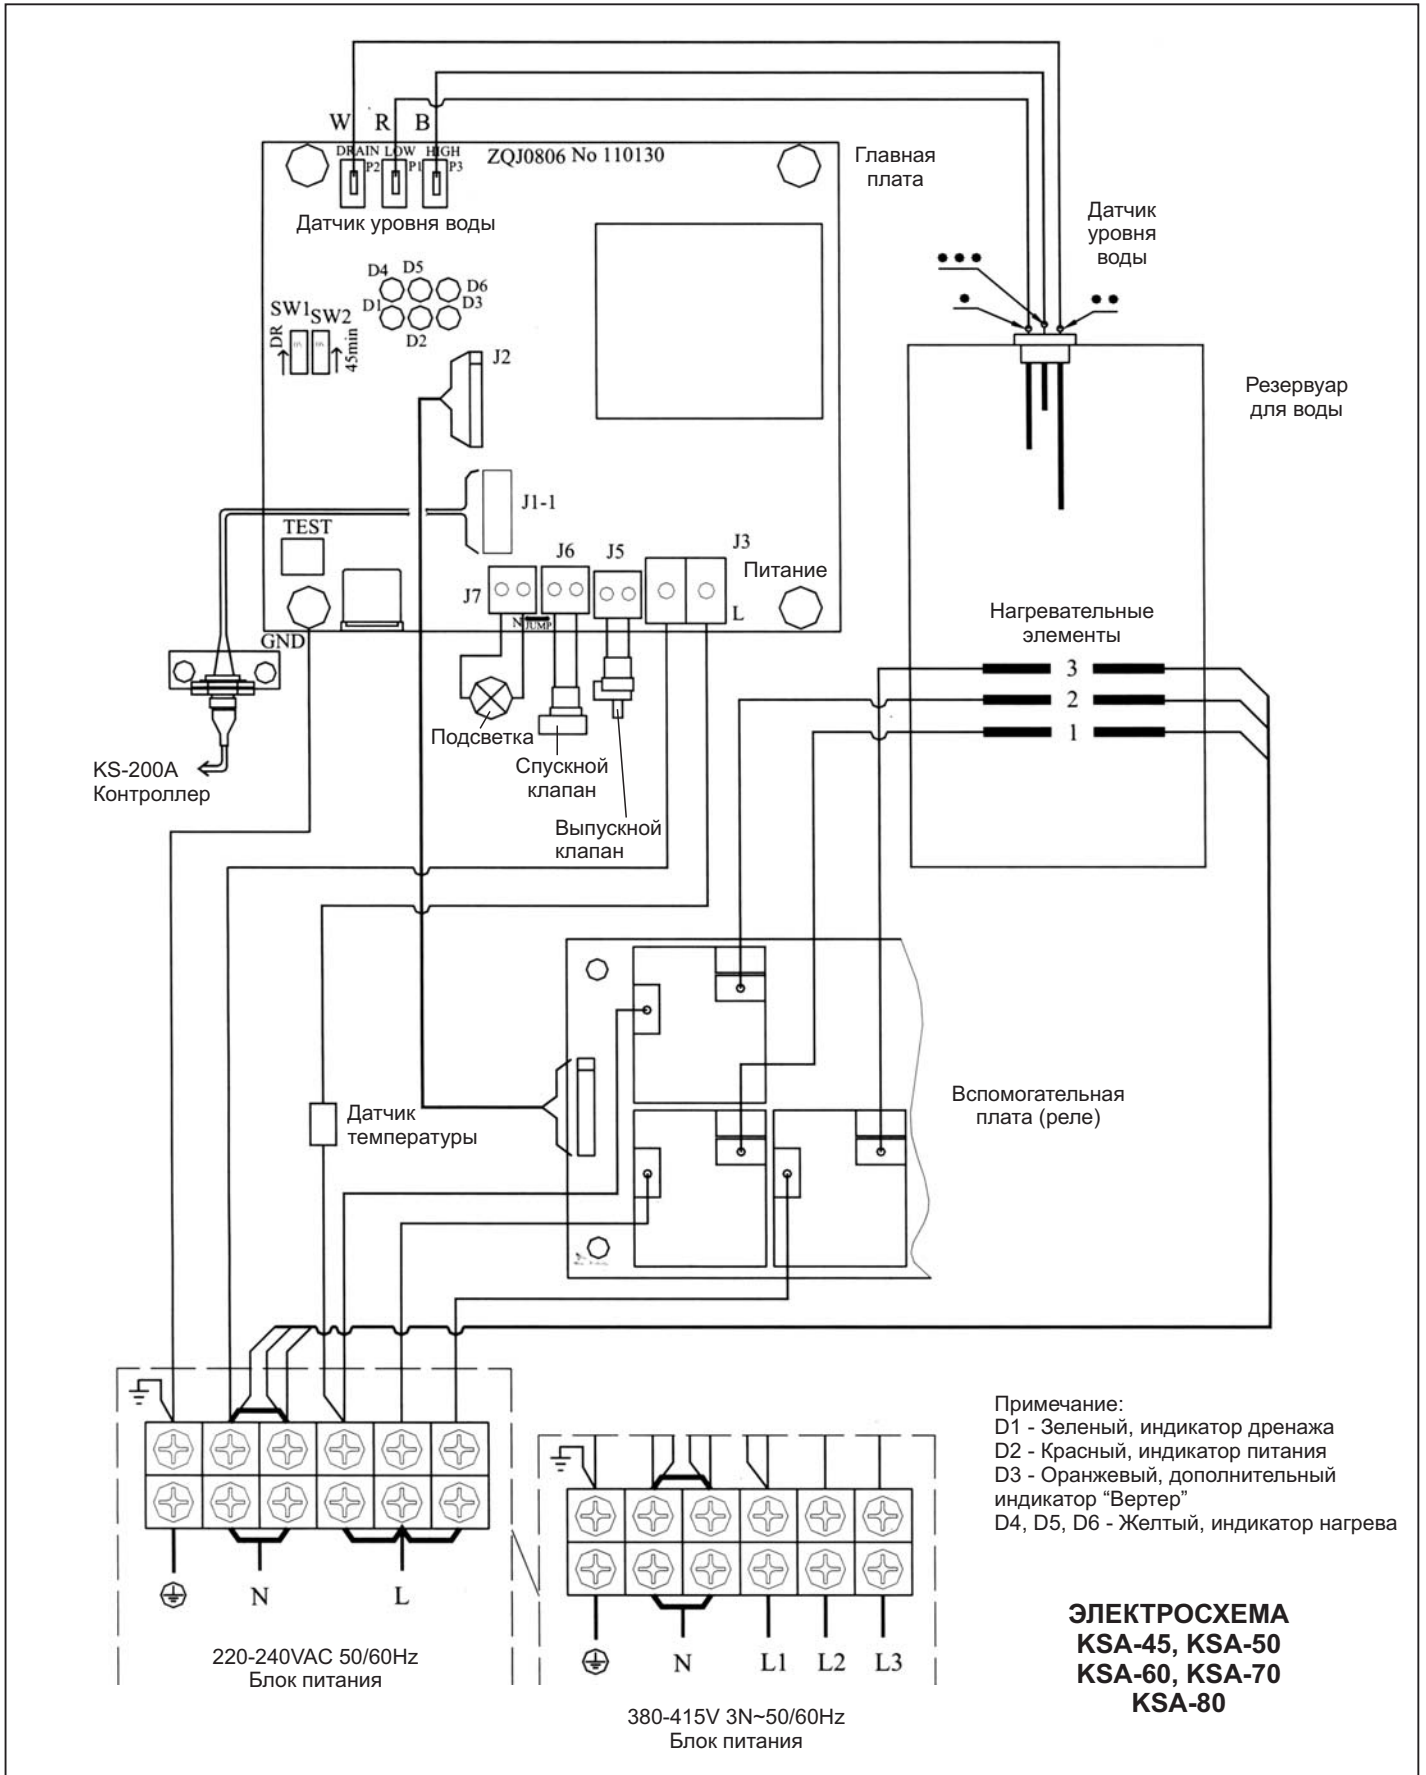 W R B
DRAIN LOW HIGH
P2 P1 P3
ZQJ0806 No 110130
Главная
плата
Датчик уровня воды
Датчик
уровня
воды
D4 D5 D6
D1 D2 D3
SW1 SW2
DR
45min
J2
Резервуар
для воды
J1-1
TEST
J7 J6 J5 J3
Питание
N JUMP L
GND
Нагревательные
элементы
3
2
1
Подсветка
Спускной
клапан
Выпускной
клапан
KS-200A
Контроллер
Вспомогательная
плата (реле)
Датчик
температуры
Примечание:
D1 - Зеленый, индикатор дренажа
D2 - Красный, индикатор питания
D3 - Оранжевый, дополнительный
индикатор “Вертер”
D4, D5, D6 - Желтый, индикатор нагрева
N L
220-240VAC 50/60Hz
Блок питания
N L1 L2 L3
380-415V 3N~50/60Hz
Блок питания
ЭЛЕКТРОСХЕМА
KSA-45, KSA-50
KSA-60, KSA-70
KSA-80